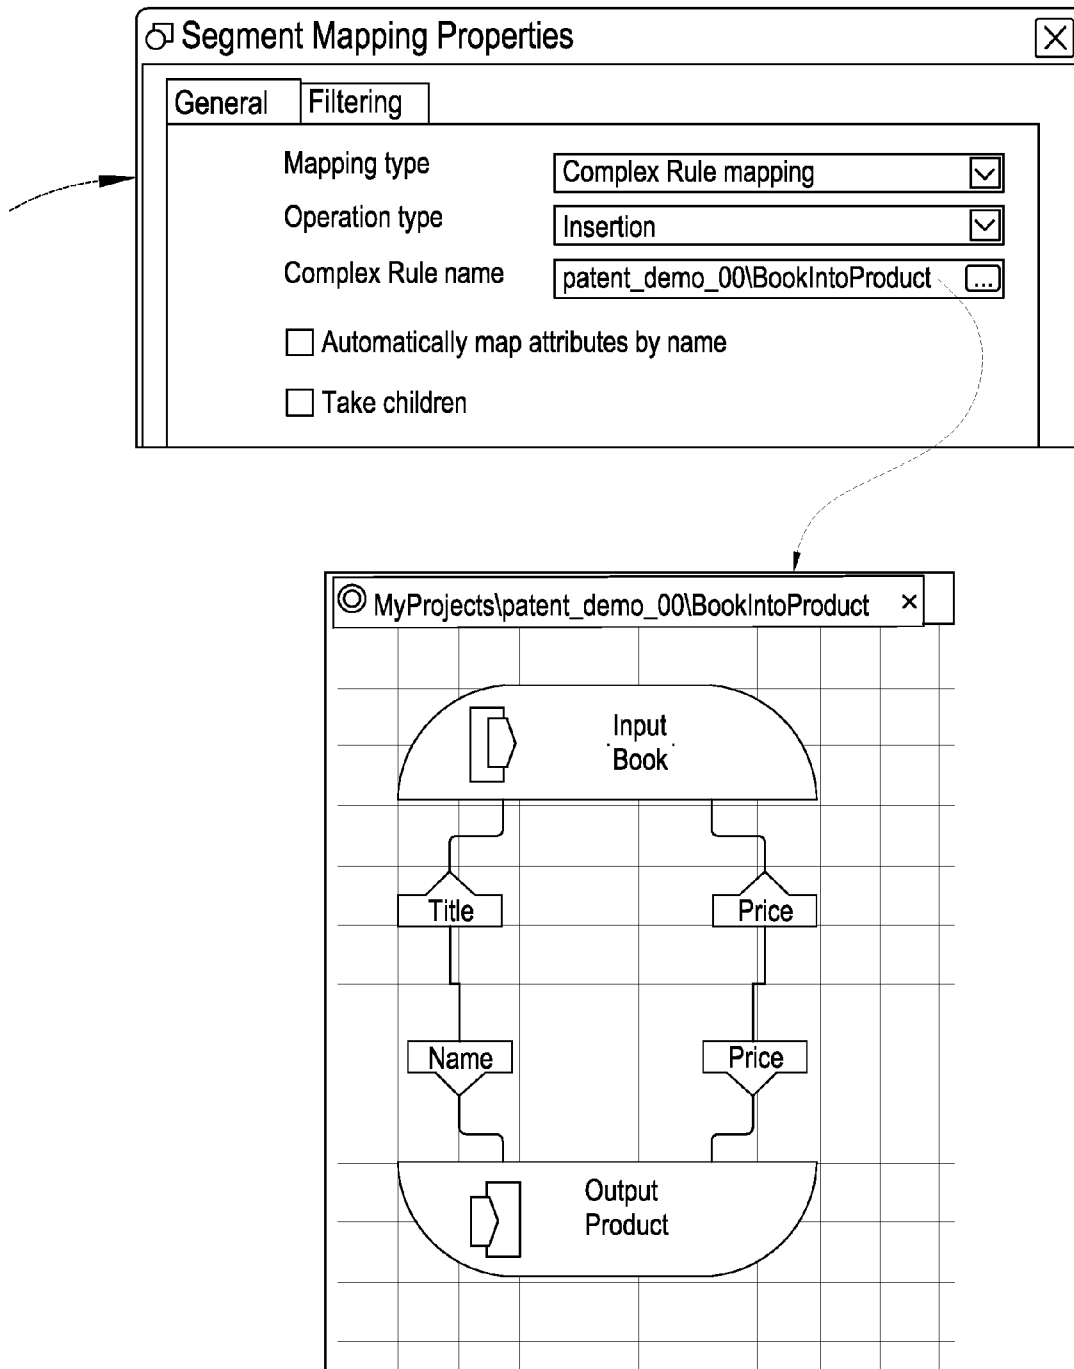 Segment Mapping Properties
General
Filtering
Mapping type
Complex Rule mapping
Operation type
Insertion
Complex Rule name
patent_demo_00\BookIntoProduct
...
Automatically map attributes by name
Take children
MyProjects\patent_demo_00\BookIntoProduct
Input
Book
Title
Price
Name
Price
Output
Product